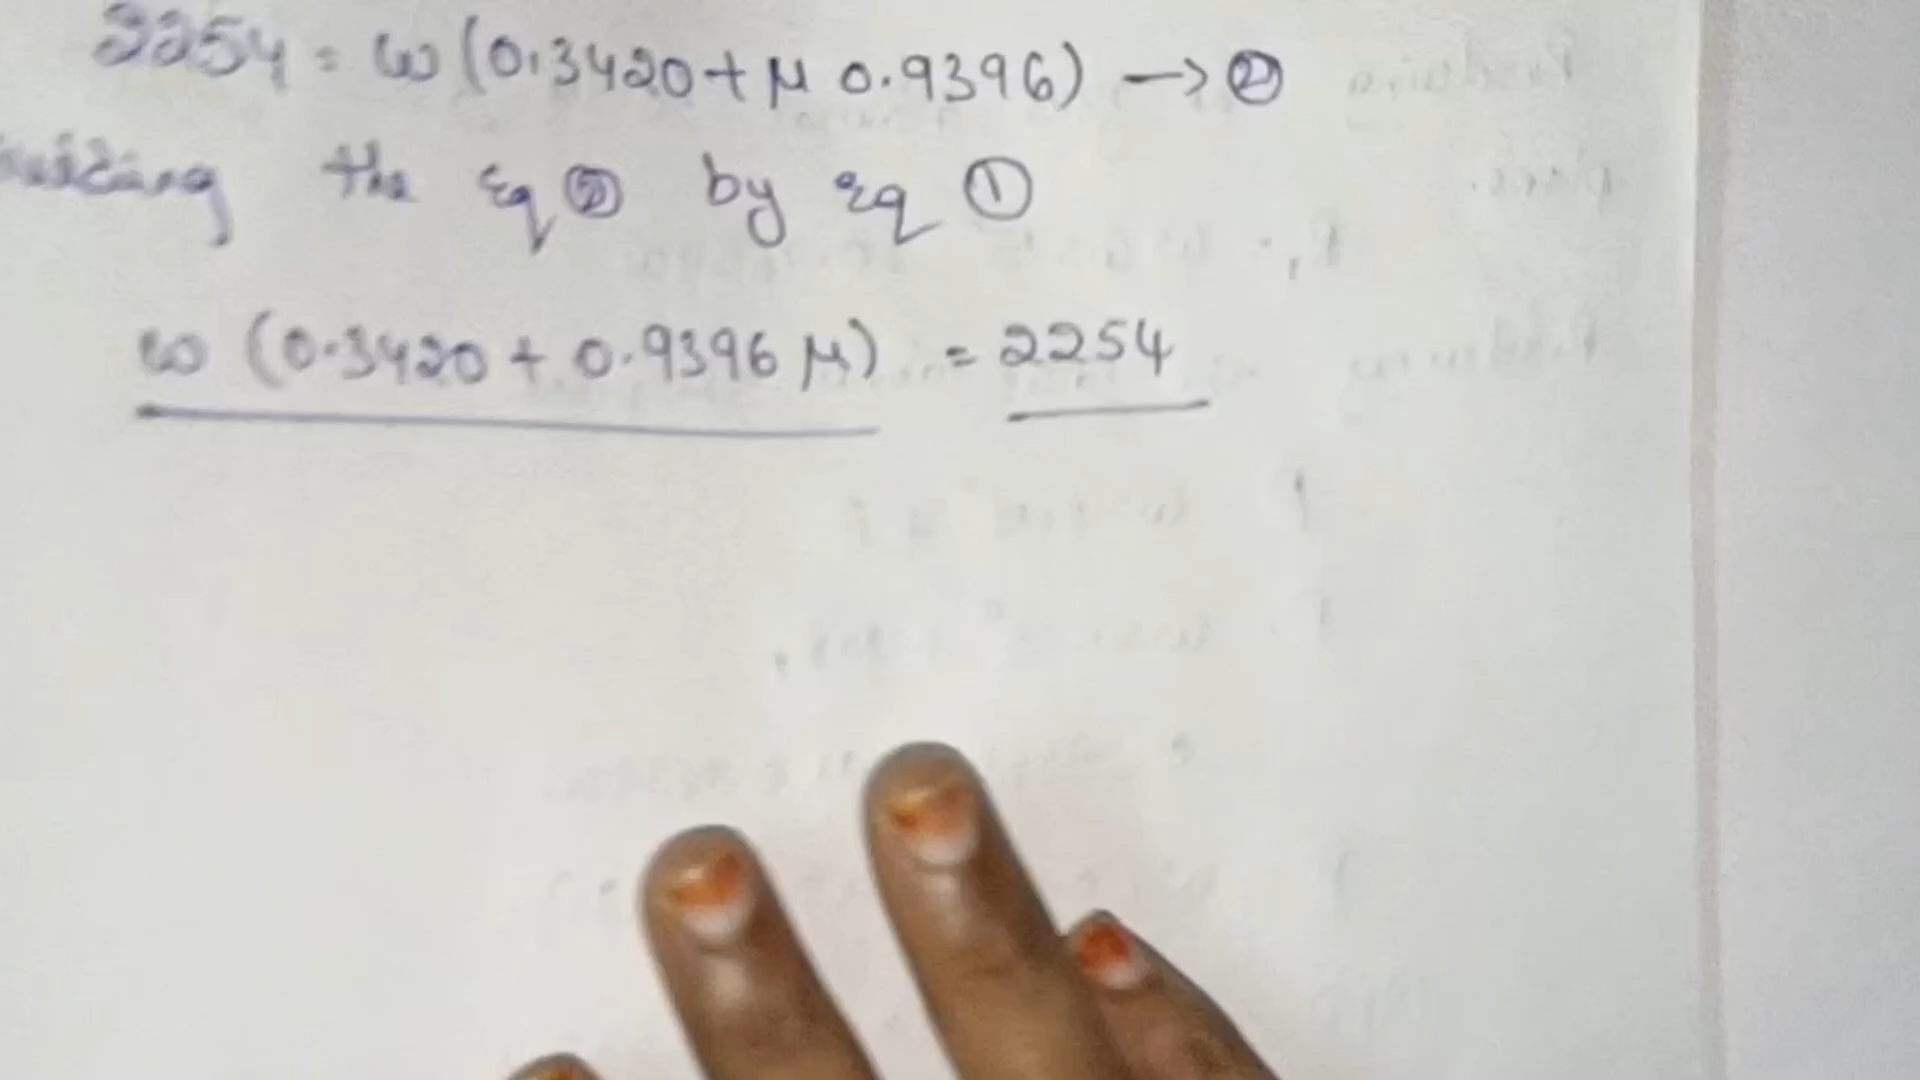 2254 = ω (0.3420 + μ 0.9396) → ②
the Eq ② by eq ①
ω (0.3420 + 0.9396 μ) = 2254